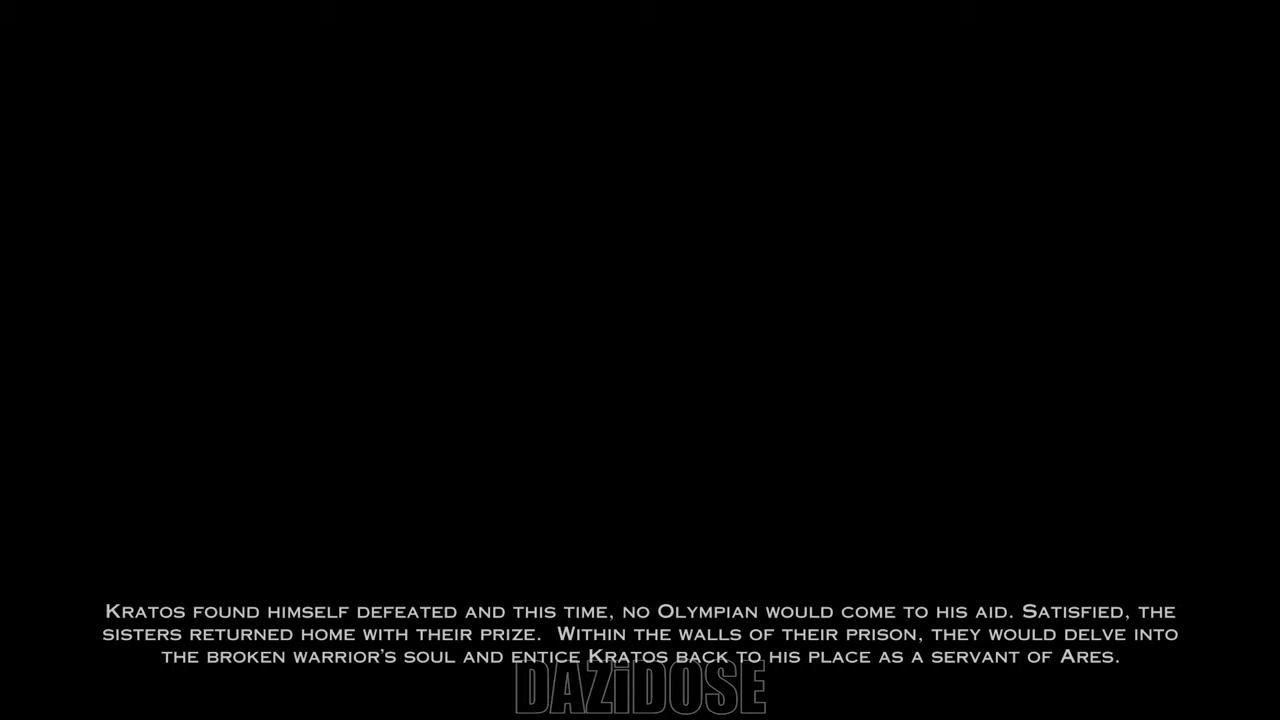 Kratos found himself defeated and this time, no Olympian would come to his aid. Satisfied, the
sisters returned home with their prize.  Within the walls of their prison, they would delve into
the broken warrior's soul and entice Kratos back to his place as a servant of Ares.
DAZiDOSE